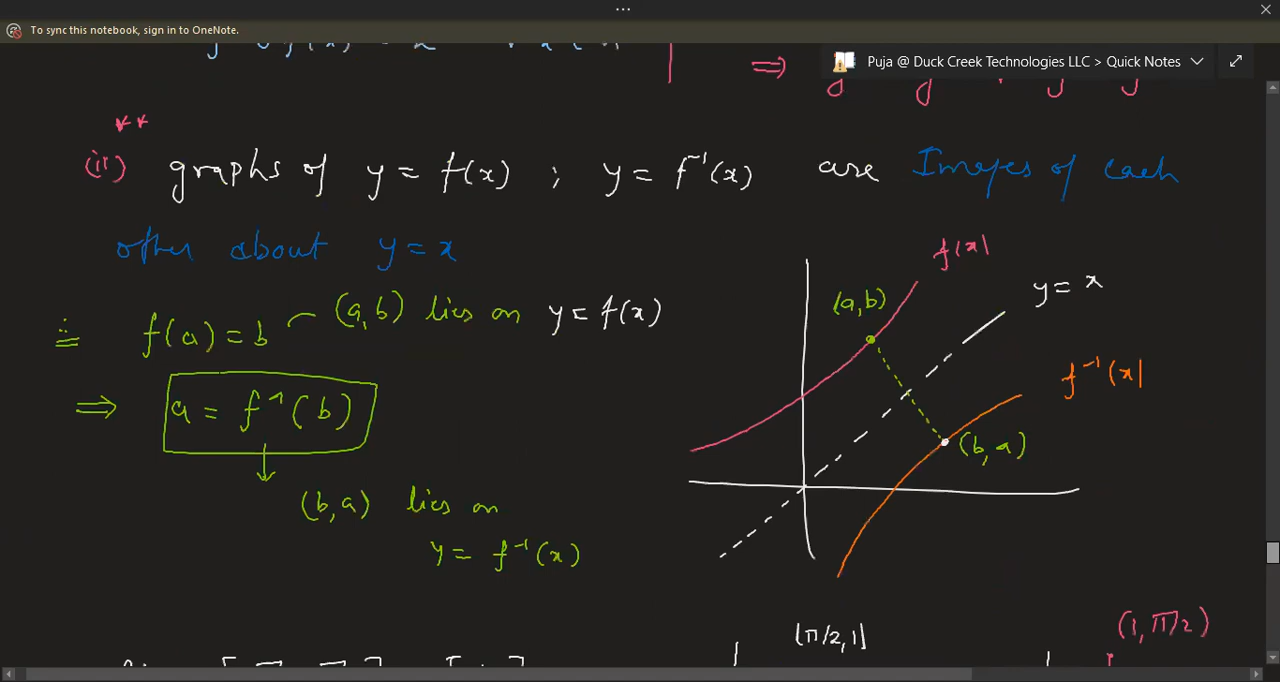 ...
To sync this notebook, sign in to OneNote.
Puja @ Duck Creek Technologies LLC > Quick Notes
⇒
**
(ii) graphs of y = f(x) ; y = f⁻¹(x) are Images of each
other about y = x
f(x)
y = x
(a,b)
f(a) = b (a,b) lies on y = f(x)
f⁻¹(x)
⇒ a = f⁻¹(b)
(b,a)
(b,a) lies on
y = f⁻¹(x)
(π/2,1)
(1,π/2)